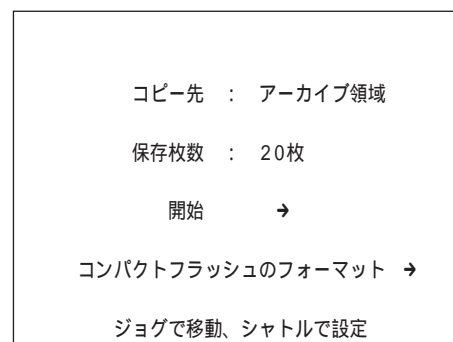 コピー先　:　アーカイブ領域
保存枚数　:　20枚
開始　→
コンパクトフラッシュのフォーマット　→
ジョグで移動、シャトルで設定